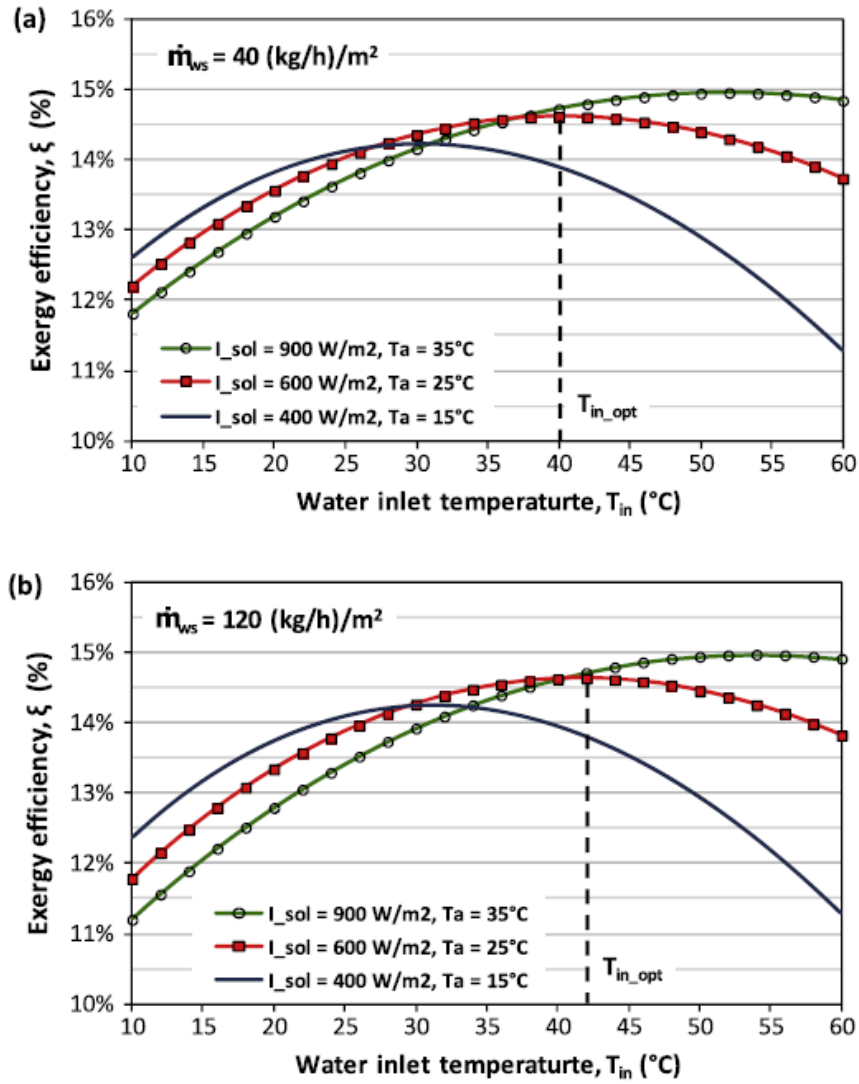 (a)
16%
15%
14%
13%
12%
11%
10%
Exergy efficiency, ξ (%)
ṁws = 40 (kg/h)/m²
I_sol = 900 W/m2, Ta = 35°C
I_sol = 600 W/m2, Ta = 25°C
I_sol = 400 W/m2, Ta = 15°C
Tin_opt
10 15 20 25 30 35 40 45 50 55 60
Water inlet temperaturte, Tin (°C)
(b)
16%
15%
14%
13%
12%
11%
10%
Exergy efficiency, ξ (%)
ṁws = 120 (kg/h)/m²
I_sol = 900 W/m2, Ta = 35°C
I_sol = 600 W/m2, Ta = 25°C
I_sol = 400 W/m2, Ta = 15°C
Tin_opt
10 15 20 25 30 35 40 45 50 55 60
Water inlet temperaturte, Tin (°C)